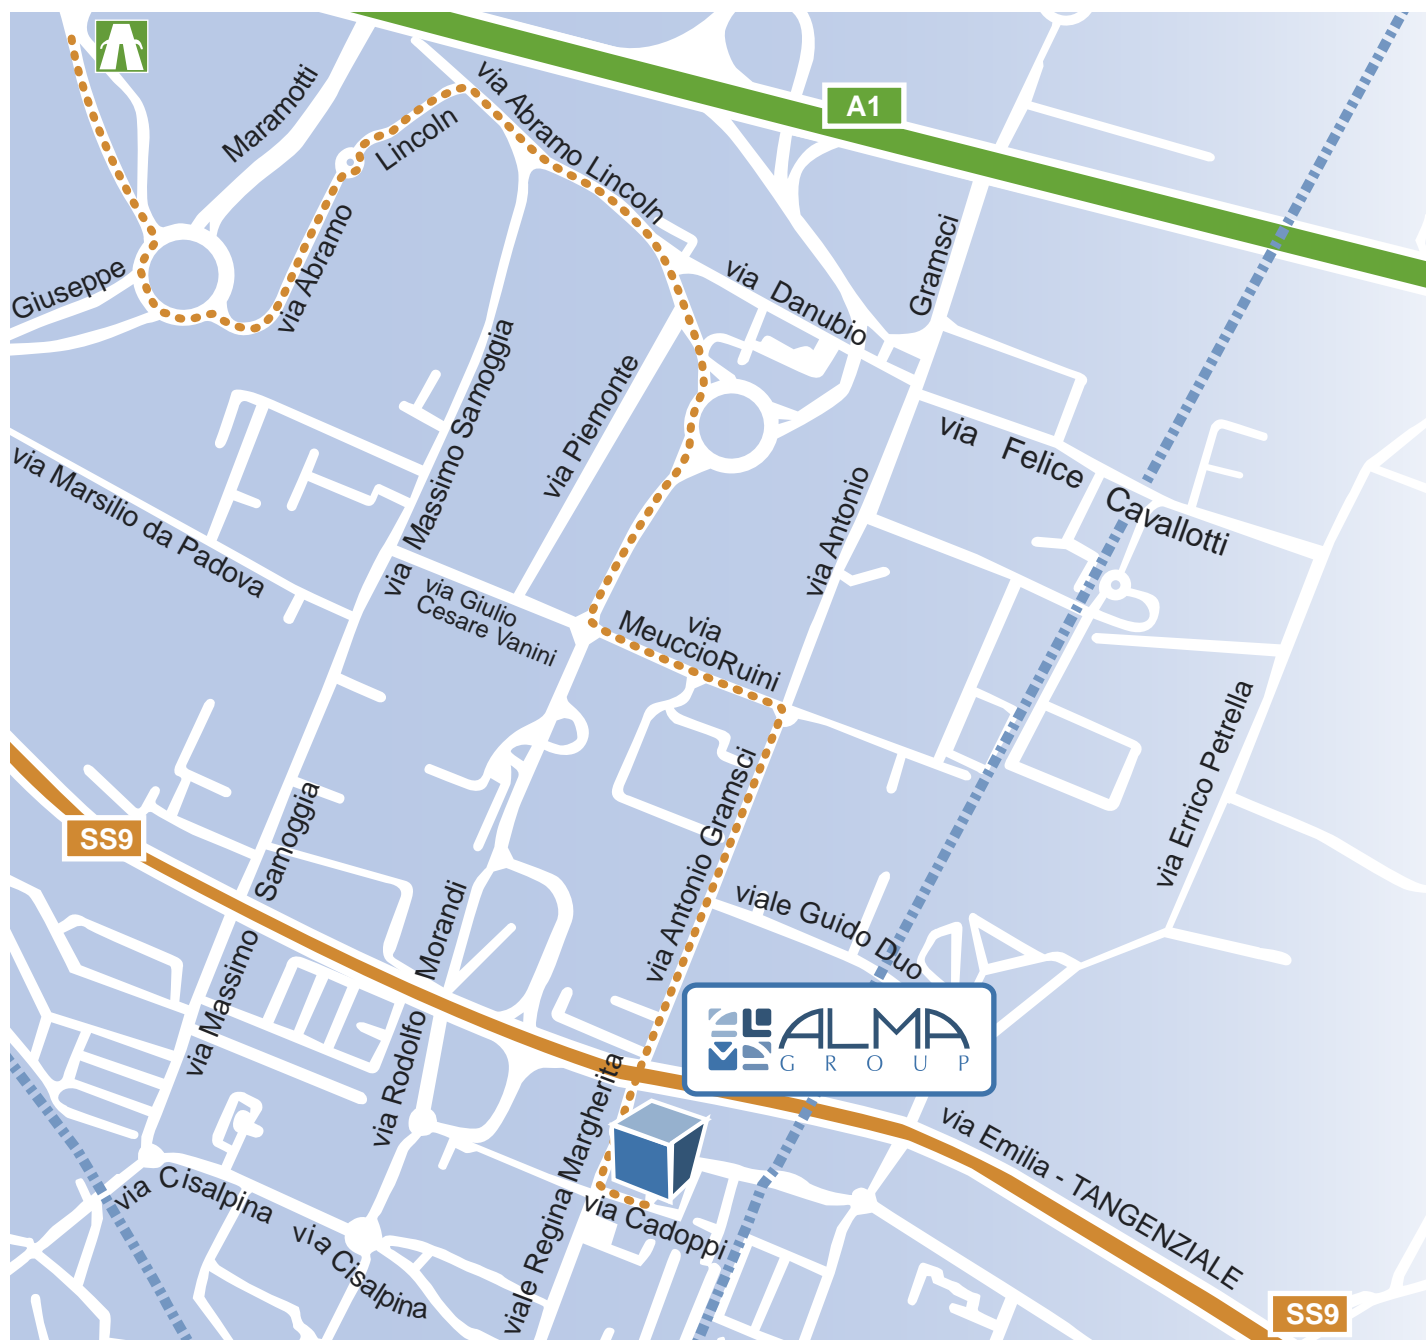 A1
via Abramo Lincoln
Maramotti
Lincoln
via Abramo
Giuseppe
Gramsci
via Danubio
via Massimo Samoggia
via Piemonte
via Felice Cavallotti
via Marsilio da Padova
via Antonio
via Giulio
Cesare Vanini
via
MeuccioRuini
via Errico Petrella
via Antonio Gramsci
SS9
Samoggia
via Massimo
Morandi
via Rodolfo
viale Guido Duo
ALMA
GROUP
viale Regina Margherita
via Emilia - TANGENZIALE
via Cisalpina
via Cisalpina
via Cadoppi
SS9